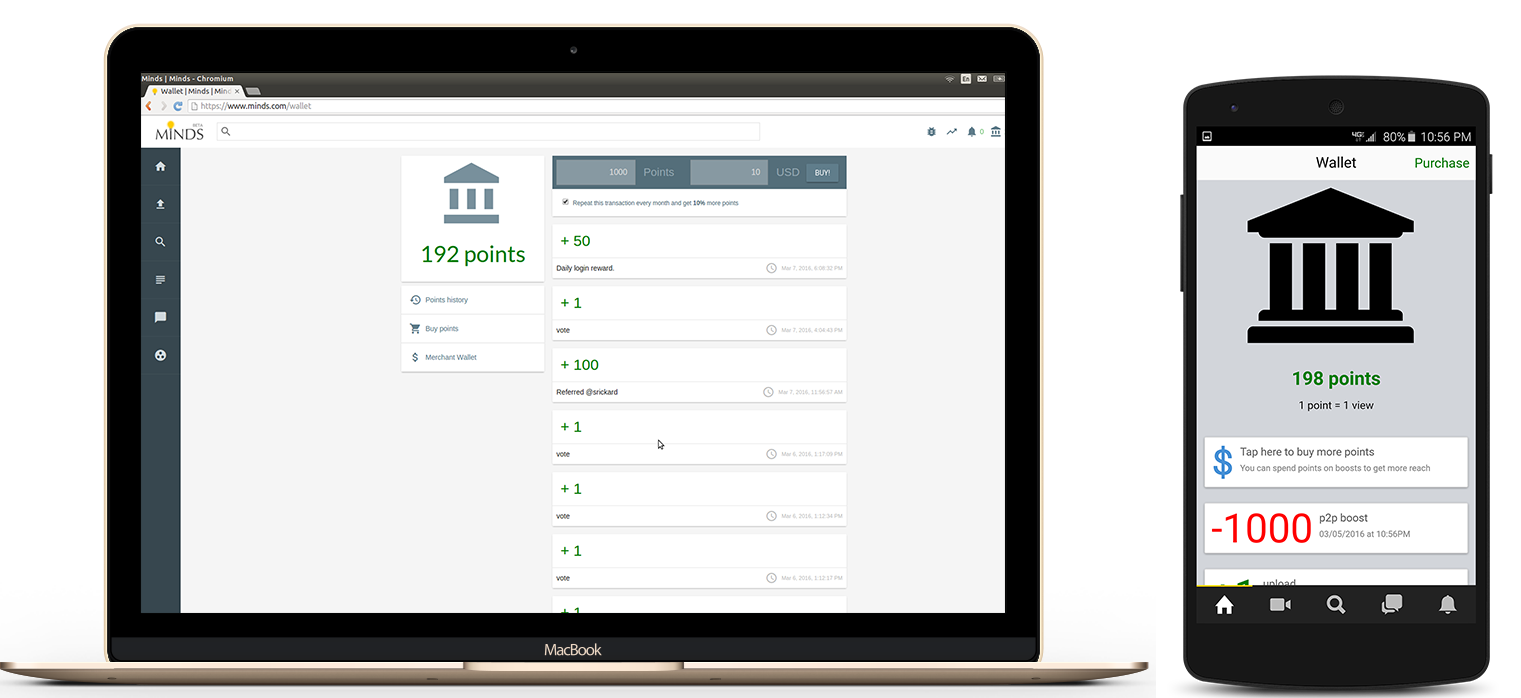 Minds | Minds - Chromium
En
Wallet | Minds | Mind
https://www.minds.com/wallet
MINDS
BETA
0
192 points
Points history
Buy points
Merchant Wallet
1000 Points 10 USD BUY!
Repeat this transaction every month and get 10% more points
+ 50
Daily login reward. Mar 7, 2016, 6:08:32 PM
+ 1
vote Mar 7, 2016, 4:04:43 PM
+ 100
Referred @srickard Mar 7, 2016, 11:56:57 AM
+ 1
vote Mar 6, 2016, 1:17:09 PM
+ 1
vote Mar 6, 2016, 1:12:34 PM
+ 1
vote Mar 6, 2016, 1:12:17 PM
+ 1
MacBook
4G 80% 10:56 PM
Wallet Purchase
198 points
1 point = 1 view
$ Tap here to buy more points
You can spend points on boosts to get more reach
-1000 p2p boost
03/05/2016 at 10:56PM
upload